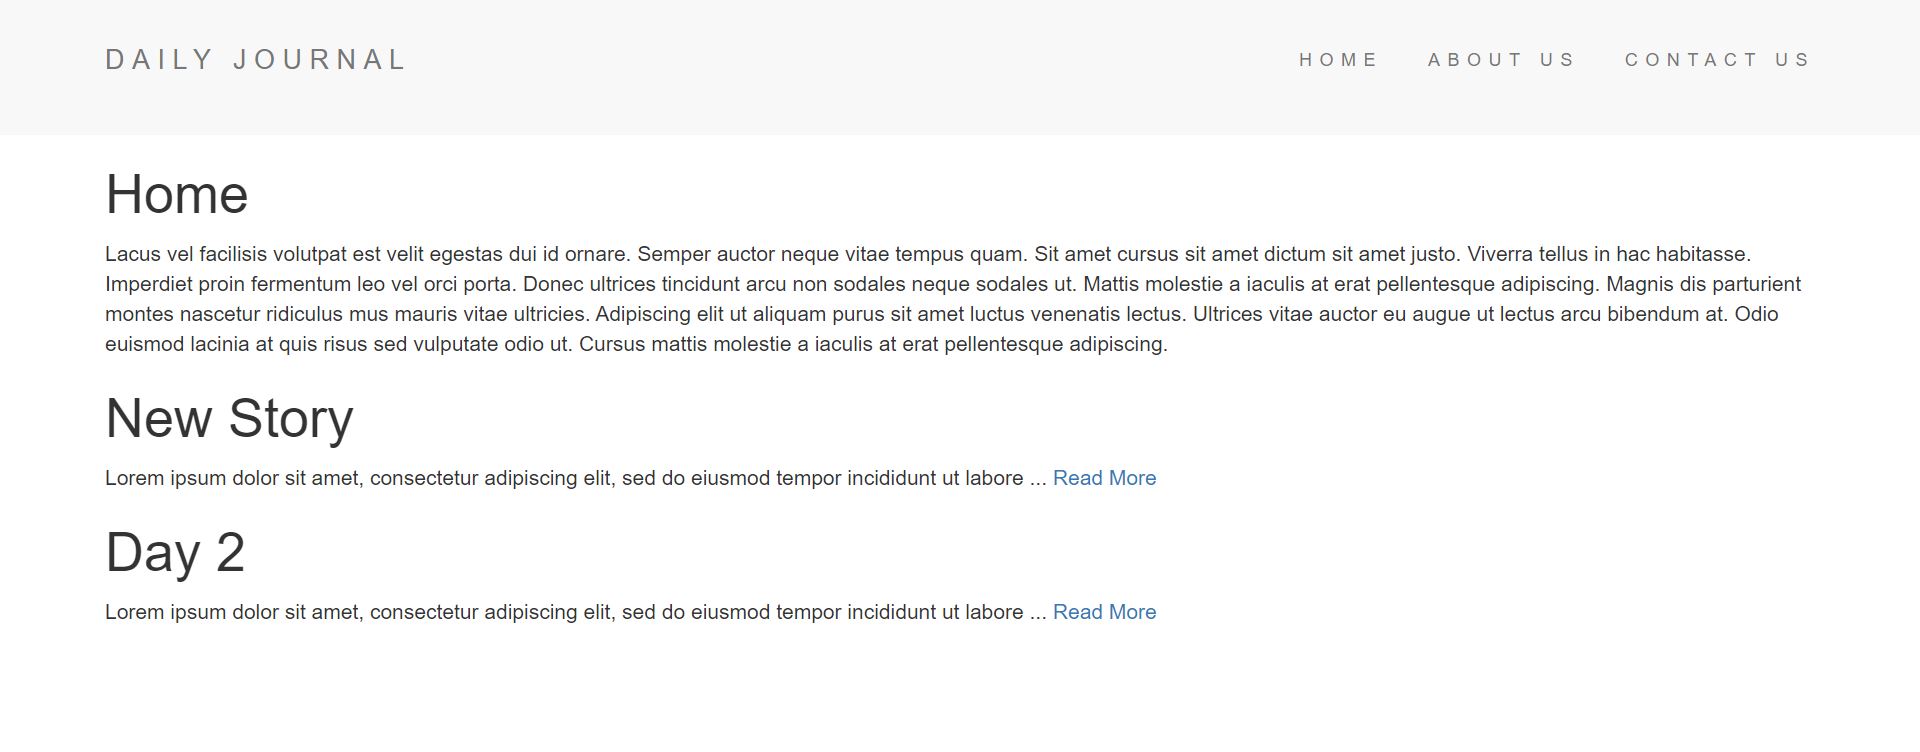 DAILY JOURNAL
HOME ABOUT US CONTACT US
Home
Lacus vel facilisis volutpat est velit egestas dui id ornare. Semper auctor neque vitae tempus quam. Sit amet cursus sit amet dictum sit amet justo. Viverra tellus in hac habitasse.
Imperdiet proin fermentum leo vel orci porta. Donec ultrices tincidunt arcu non sodales neque sodales ut. Mattis molestie a iaculis at erat pellentesque adipiscing. Magnis dis parturient
montes nascetur ridiculus mus mauris vitae ultricies. Adipiscing elit ut aliquam purus sit amet luctus venenatis lectus. Ultrices vitae auctor eu augue ut lectus arcu bibendum at. Odio
euismod lacinia at quis risus sed vulputate odio ut. Cursus mattis molestie a iaculis at erat pellentesque adipiscing.
New Story
Lorem ipsum dolor sit amet, consectetur adipiscing elit, sed do eiusmod tempor incididunt ut labore ... Read More
Day 2
Lorem ipsum dolor sit amet, consectetur adipiscing elit, sed do eiusmod tempor incididunt ut labore ... Read More